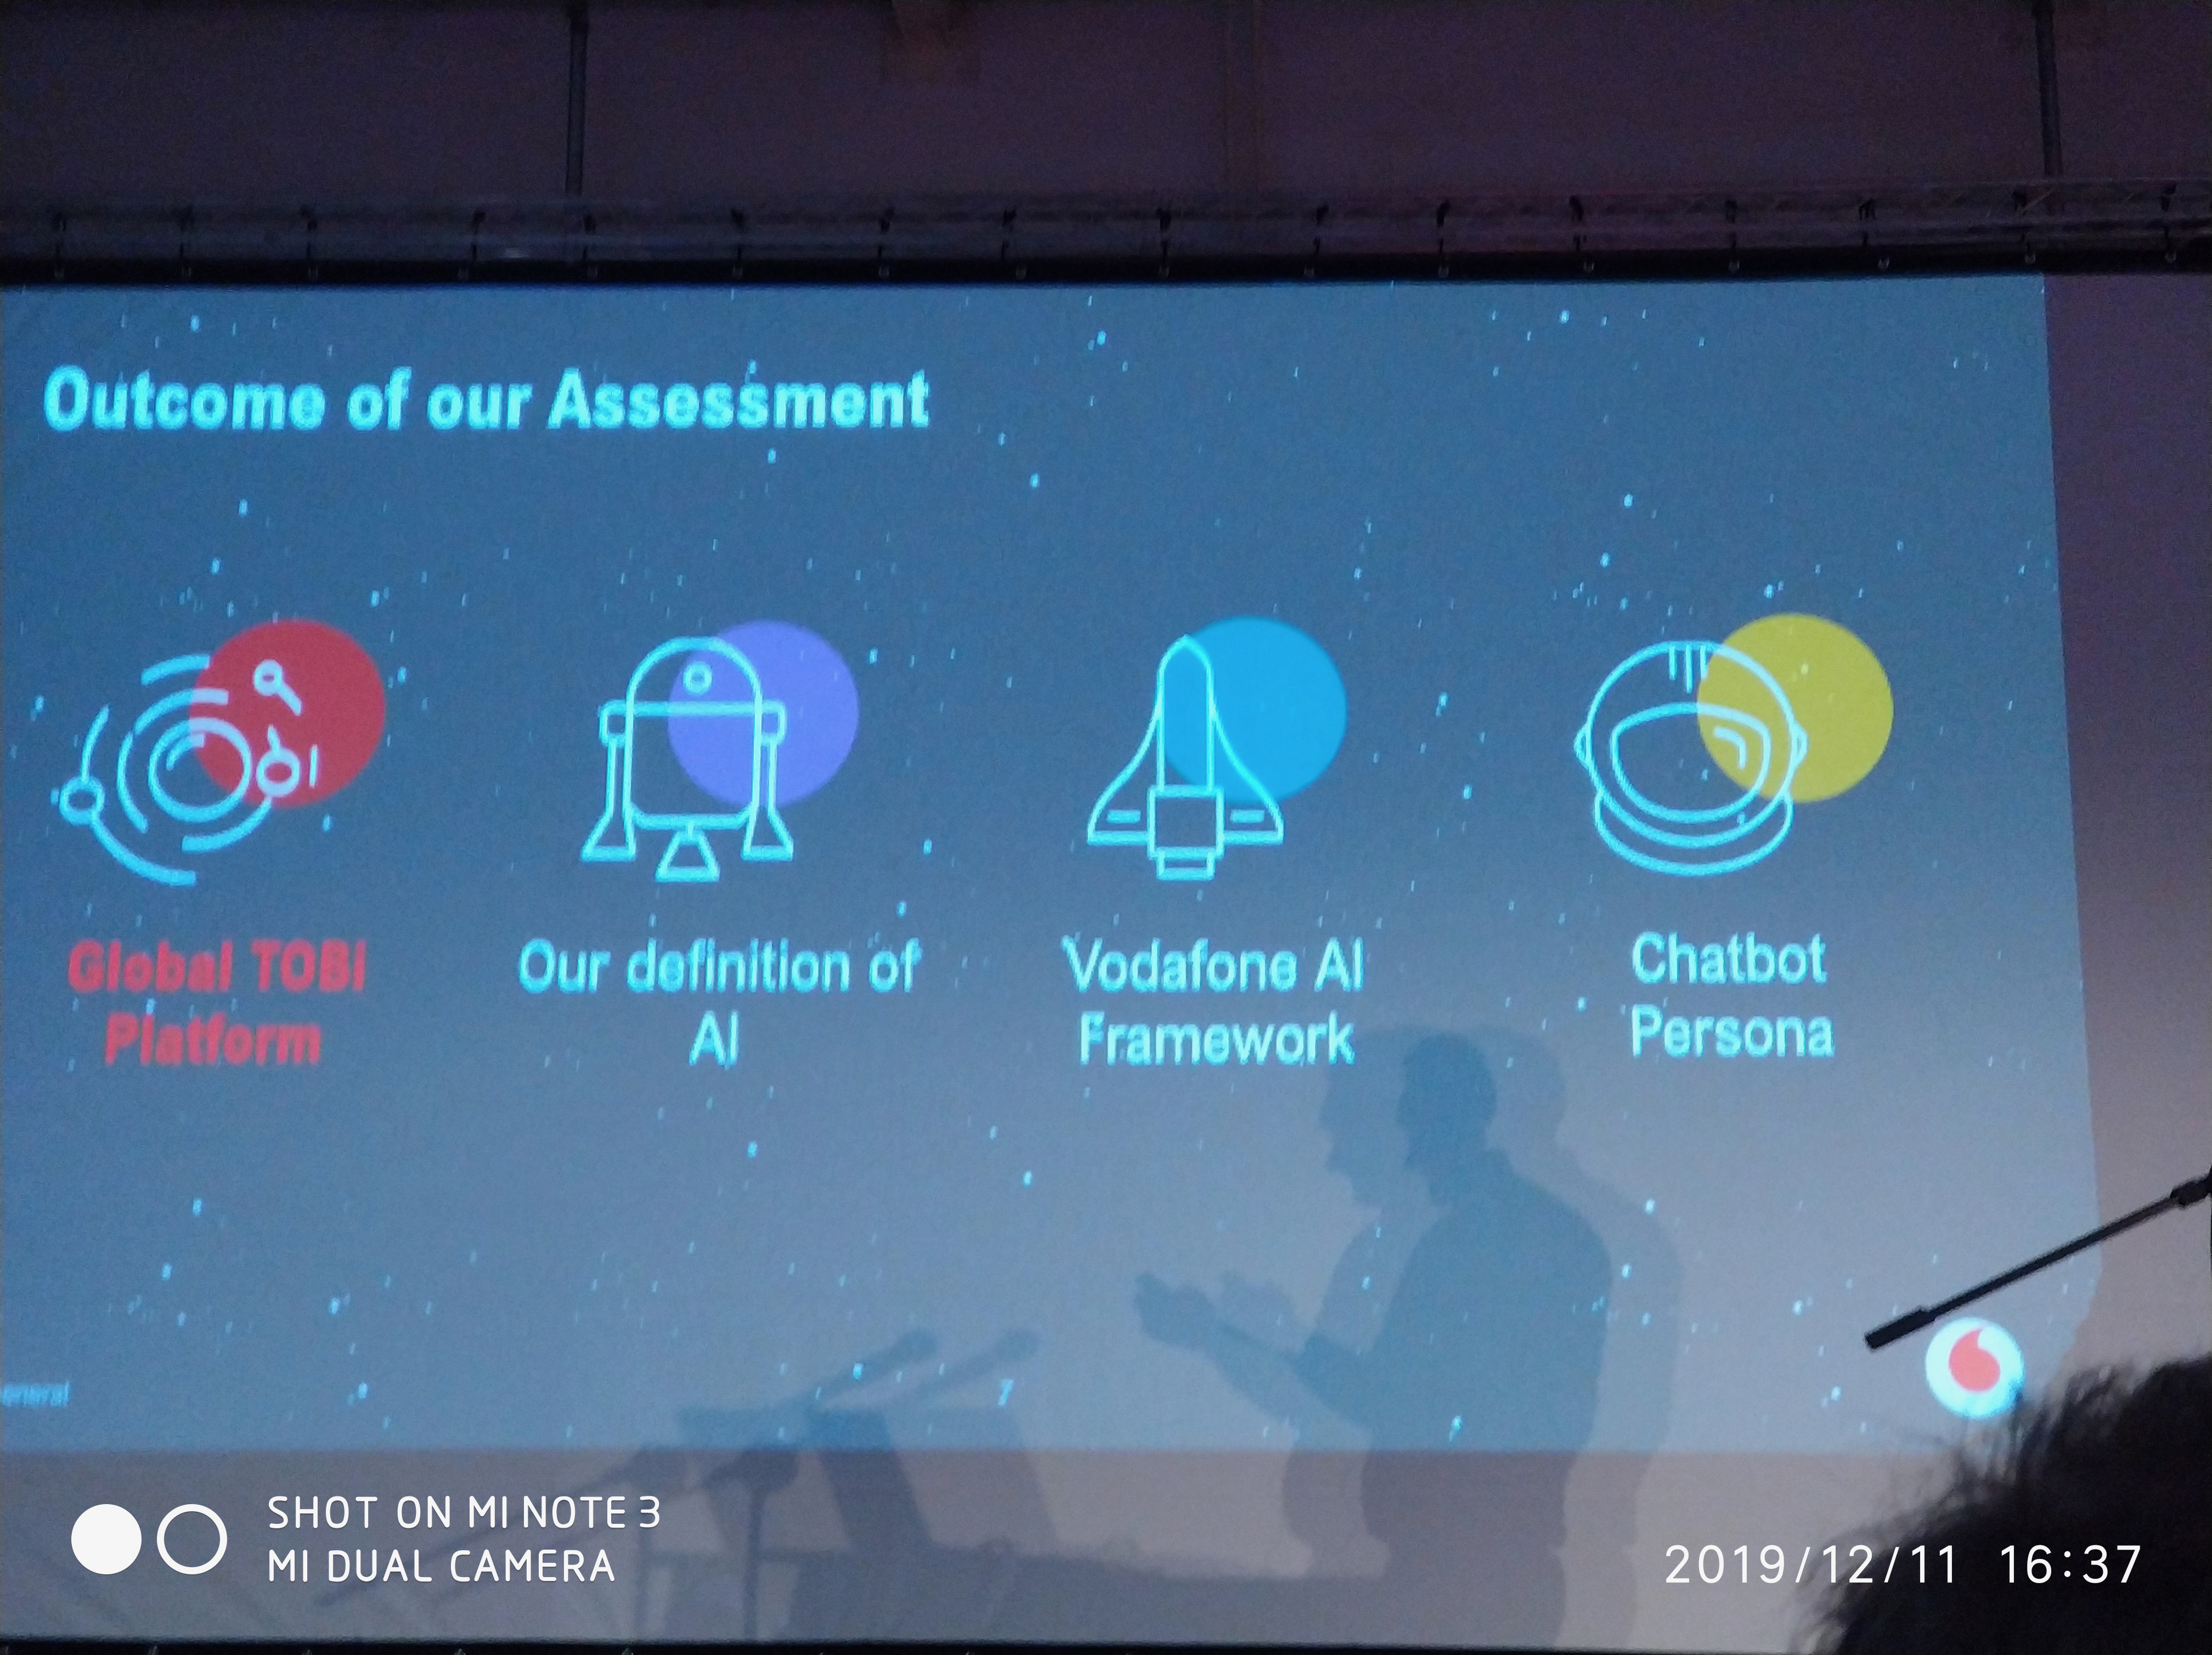 Outcome of our Assessment
Global TOBi
Platform
Our definition of
AI
Vodafone AI
Framework
Chatbot
Persona
eneral
7
SHOT ON MI NOTE 3
MI DUAL CAMERA
2019/12/11 16:37